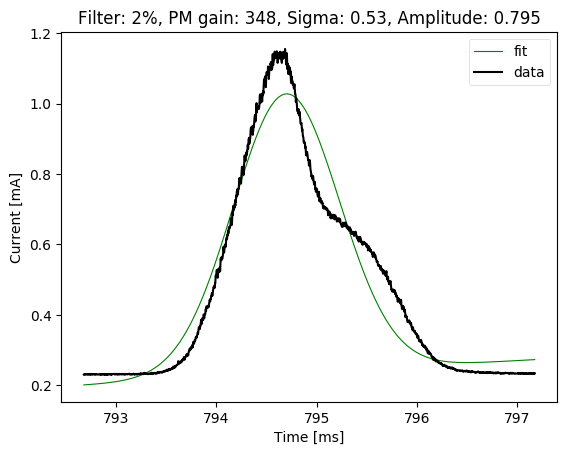 Filter: 2%, PM gain: 348, Sigma: 0.53, Amplitude: 0.795
fit
data
1.2
1.0
0.8
0.6
0.4
0.2
Current [mA]
793 794 795 796 797
Time [ms]